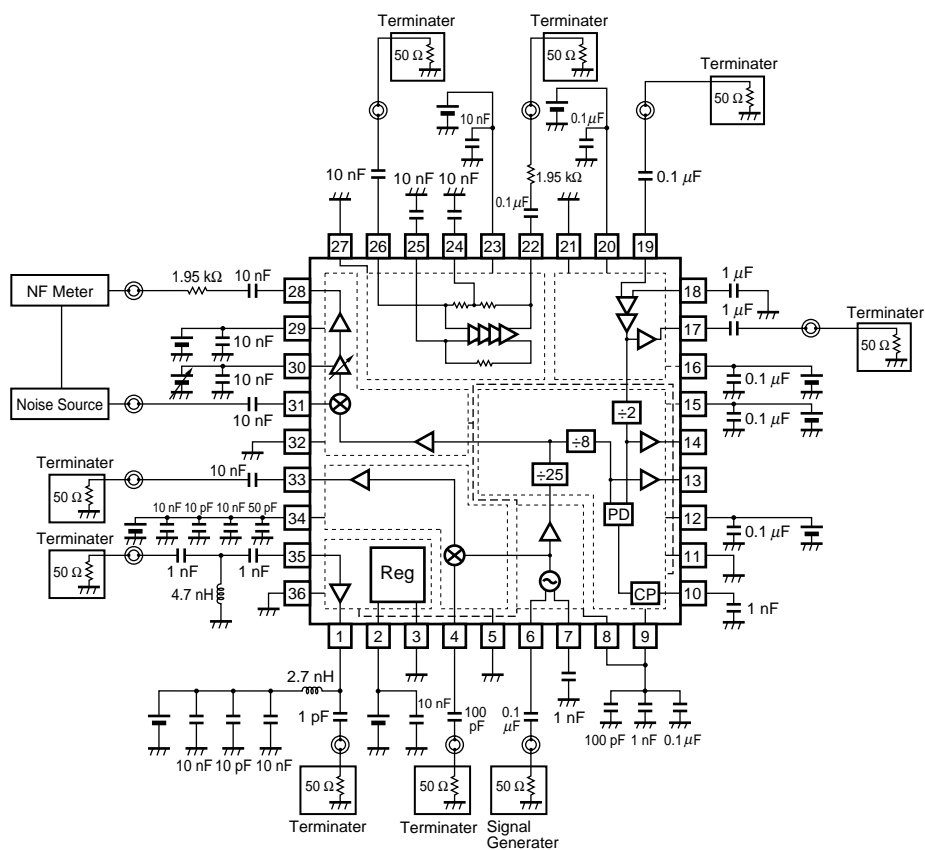 Terminater
Terminater
Terminater
50 Ω
50 Ω
50 Ω
10 nF
0.1 μF
10 nF
10 nF
10 nF
1.95 kΩ
0.1 μF
0.1 μF
27
26
25
24
23
22
21
20
19
NF Meter
1.95 kΩ
10 nF
28
18
1 μF
1 μF
17
Terminater
50 Ω
29
10 nF
30
10 nF
16
0.1 μF
Noise Source
10 nF
31
15
0.1 μF
÷2
32
÷8
14
Terminater
50 Ω
10 nF
33
÷25
13
10 nF
10 pF
10 nF
50 pF
34
PD
12
0.1 μF
Terminater
50 Ω
1 nF
1 nF
35
11
4.7 nH
36
Reg
CP
10
1 nF
1
2
3
4
5
6
7
8
9
2.7 nH
1 pF
10 nF
100 pF
0.1 μF
1 nF
100 pF
1 nF
0.1 μF
10 nF
10 pF
10 nF
50 Ω
50 Ω
50 Ω
Terminater
Terminater
Signal
Generater